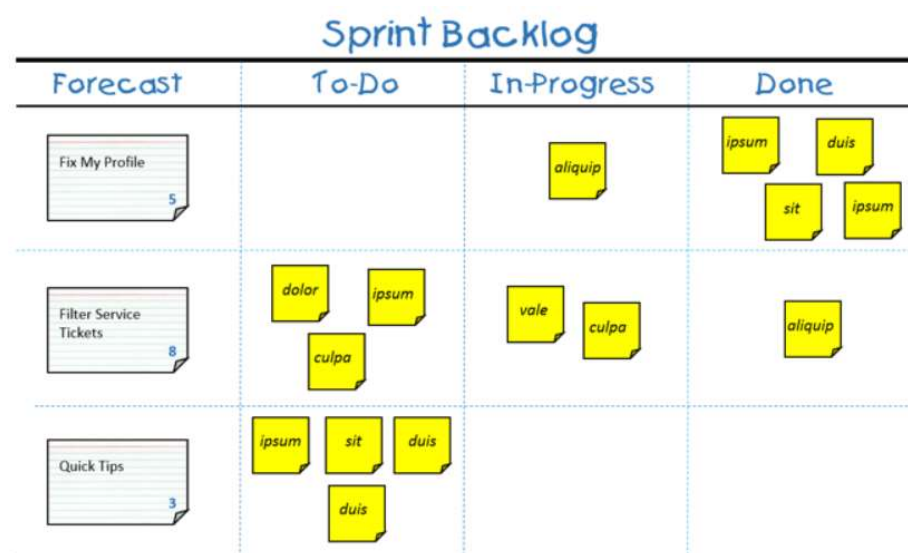 Sprint Backlog
Forecast To-Do In-Progress Done
Fix My Profile
5
aliquip
ipsum duis
sit ipsum
Filter Service
Tickets
8
dolor ipsum
culpa
vale culpa
aliquip
Quick Tips
3
ipsum sit duis
duis